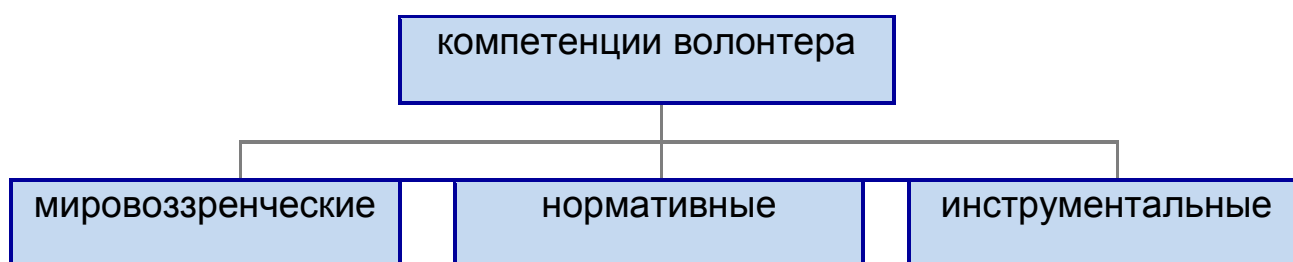 компетенции волонтера
мировоззренческие
нормативные
инструментальные